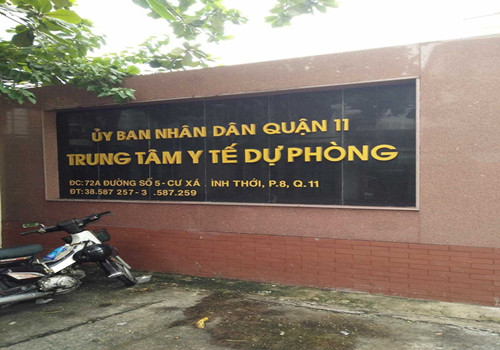 ỦY BAN NHÂN DÂN QUẬN 11
TRUNG TÂM Y TẾ DỰ PHÒNG
ĐC: 72A ĐƯỜNG SỐ 5 - CƯ XÁ ÌNH THỚI, P.8, Q.11
ĐT: 38.587 257 - 3 .587.259